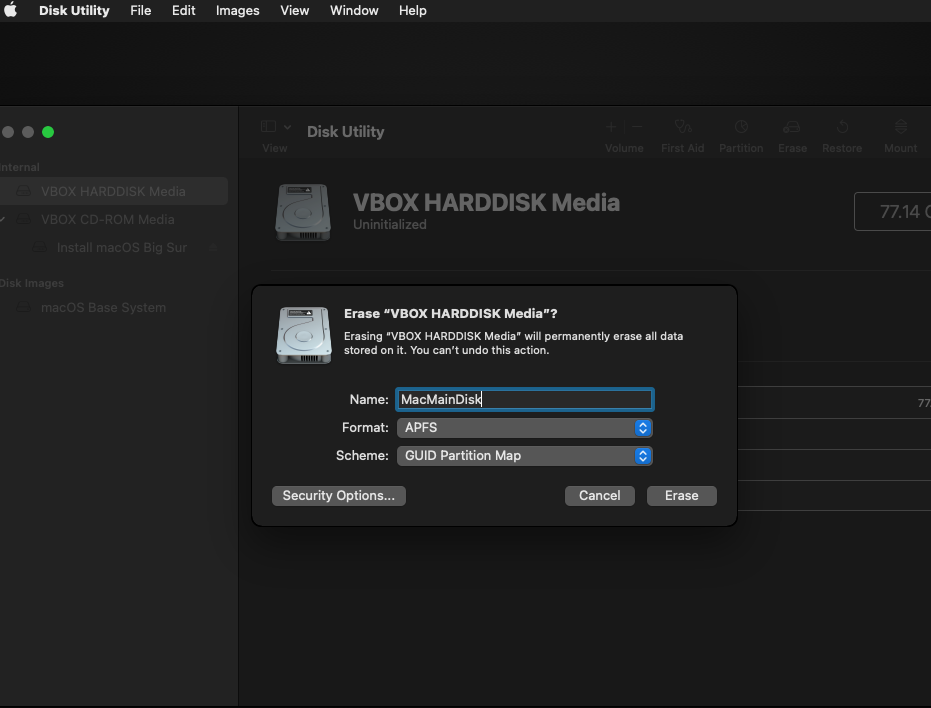 Disk Utility File Edit Images View Window Help
Disk Utility
View Volume First Aid Partition Erase Restore Mount
Internal
VBOX HARDDISK Media
VBOX CD-ROM Media
Install macOS Big Sur
Disk Images
macOS Base System
VBOX HARDDISK Media
Uninitialized
77.14
Erase “VBOX HARDDISK Media”?
Erasing “VBOX HARDDISK Media” will permanently erase all data
stored on it. You can’t undo this action.
Name: MacMainDisk
Format: APFS
Scheme: GUID Partition Map
Security Options... Cancel Erase
77.